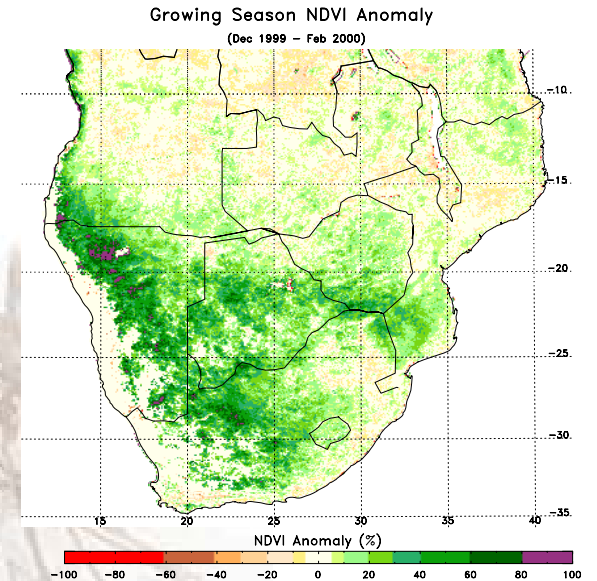 Growing Season NDVI Anomaly
(Dec 1999 – Feb 2000)
-10.
-15.
-20.
-25.
-30.
-35.
15 20 25 30 35 40
NDVI Anomaly (%)
-100 -80 -60 -40 -20 0 20 40 60 80 100